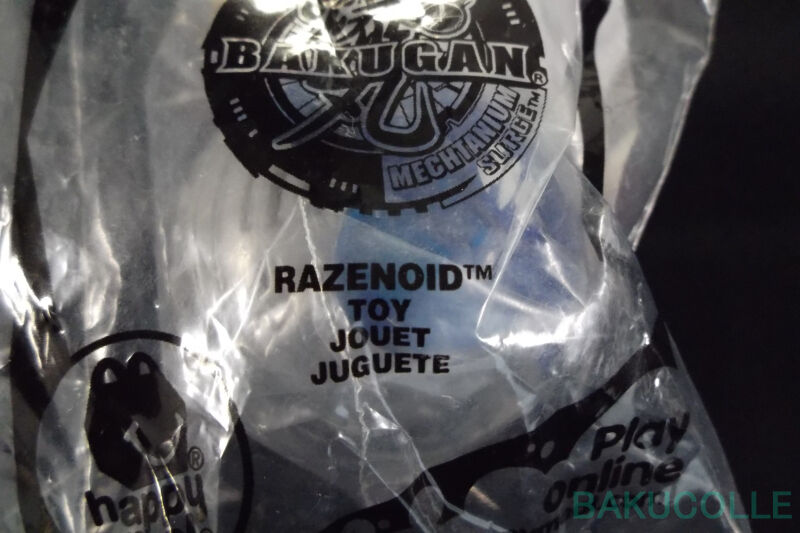 BAKUGAN®
MECHTANIUM
SURGE™
RAZENOID™
TOY
JOUET
JUGUETE
®
happy
Play
online
BAKUCOLLE